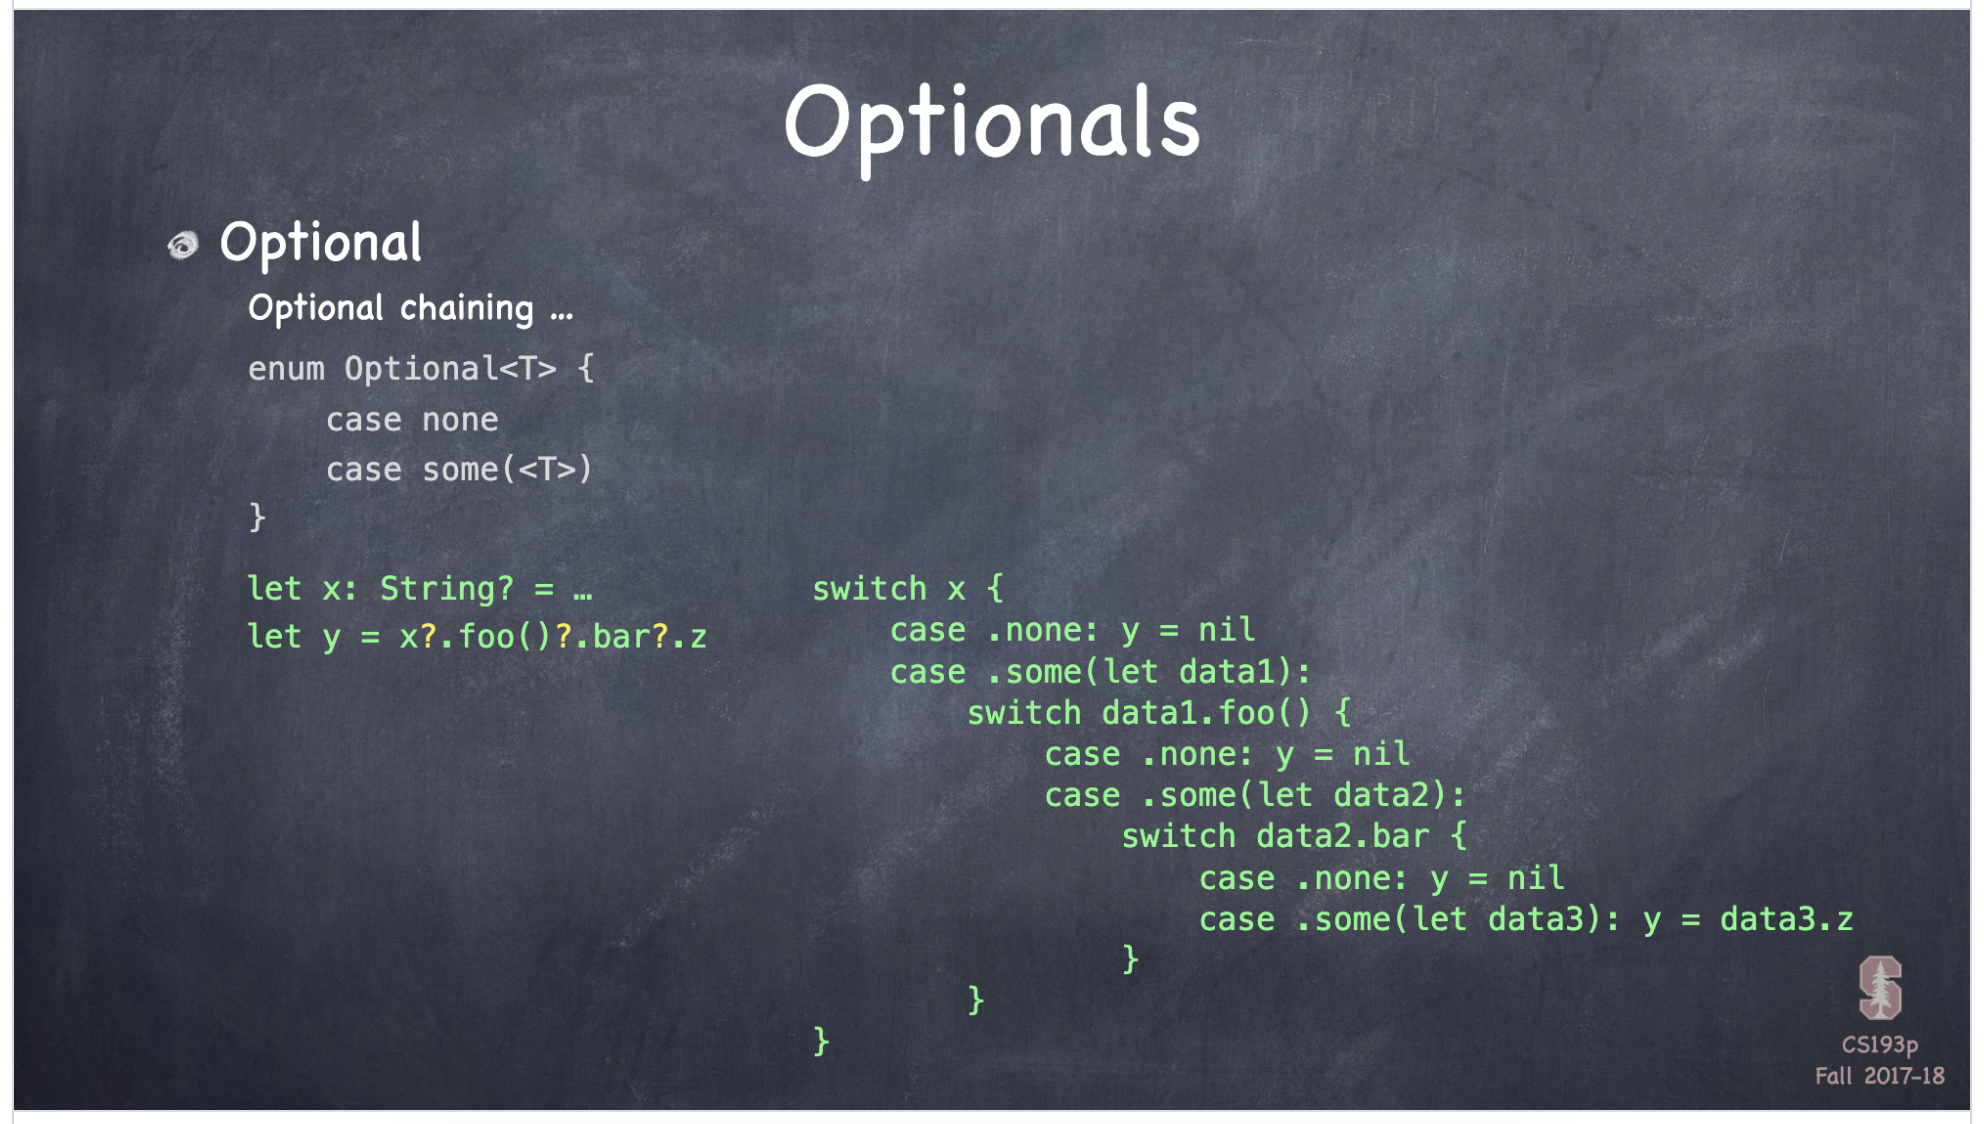 Optionals
Optional
Optional chaining ...
enum Optional<T> {
    case none
    case some(<T>)
}
let x: String? = …
let y = x?.foo()?.bar?.z
switch x {
    case .none: y = nil
    case .some(let data1):
        switch data1.foo() {
            case .none: y = nil
            case .some(let data2):
                switch data2.bar {
                    case .none: y = nil
                    case .some(let data3): y = data3.z
                }
        }
}
S
CS193p
Fall 2017-18